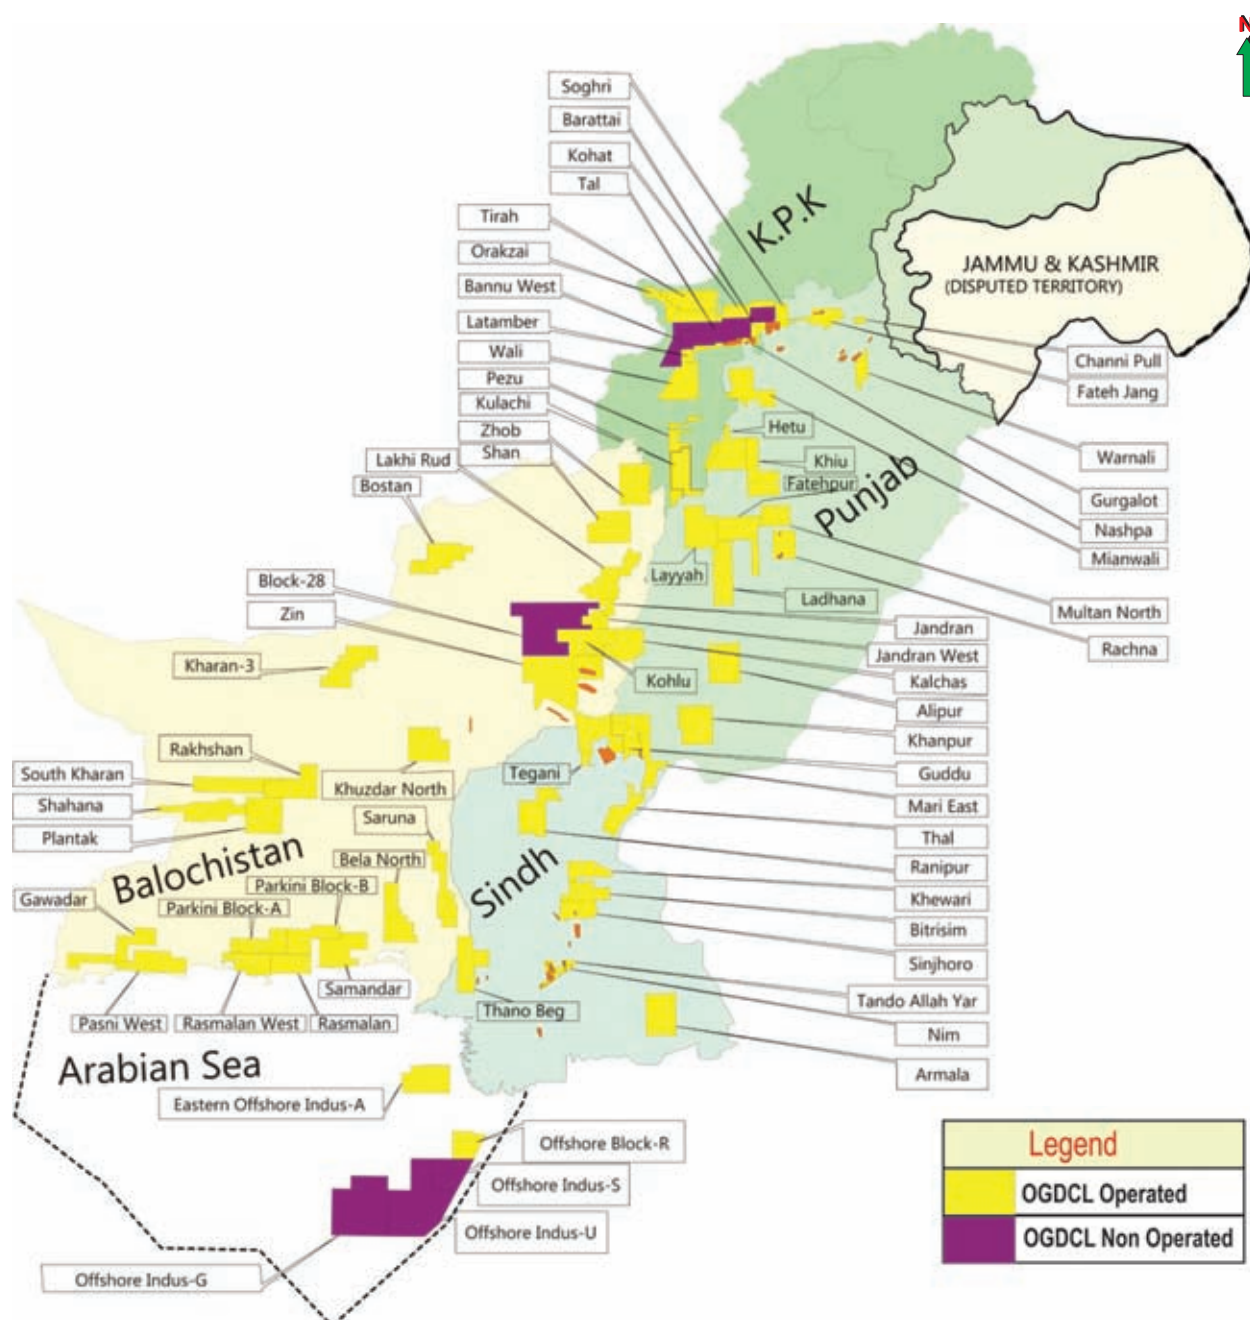 N
Soghri
Barattai
Kohat
Tal
Tirah
Orakzai
Bannu West
Latamber
Wali
Pezu
Kulachi
Zhob
Shan
Lakhi Rud
Bostan
Block-28
Zin
Kharan-3
Rakhshan
South Kharan
Shahana
Plantak
Khuzdar North
Saruna
Bela North
Balochistan
Parkini Block-B
Parkini Block-A
Gawadar
Samandar
Pasni West
Rasmalan West
Rasmalan
Arabian Sea
Eastern Offshore Indus-A
Offshore Block-R
Offshore Indus-S
Offshore Indus-U
Offshore Indus-G
K.P.K
JAMMU & KASHMIR
(DISPUTED TERRITORY)
Channi Pull
Fateh Jang
Warnali
Gurgalot
Nashpa
Mianwali
Hetu
Khiu
Fatehpur
Punjab
Layyah
Ladhana
Multan North
Rachna
Jandran
Jandran West
Kohlu
Kalchas
Alipur
Khanpur
Tegani
Guddu
Mari East
Thal
Ranipur
Sindh
Khewari
Bitrisim
Sinjhoro
Tando Allah Yar
Thano Beg
Nim
Armala
Legend
OGDCL Operated
OGDCL Non Operated